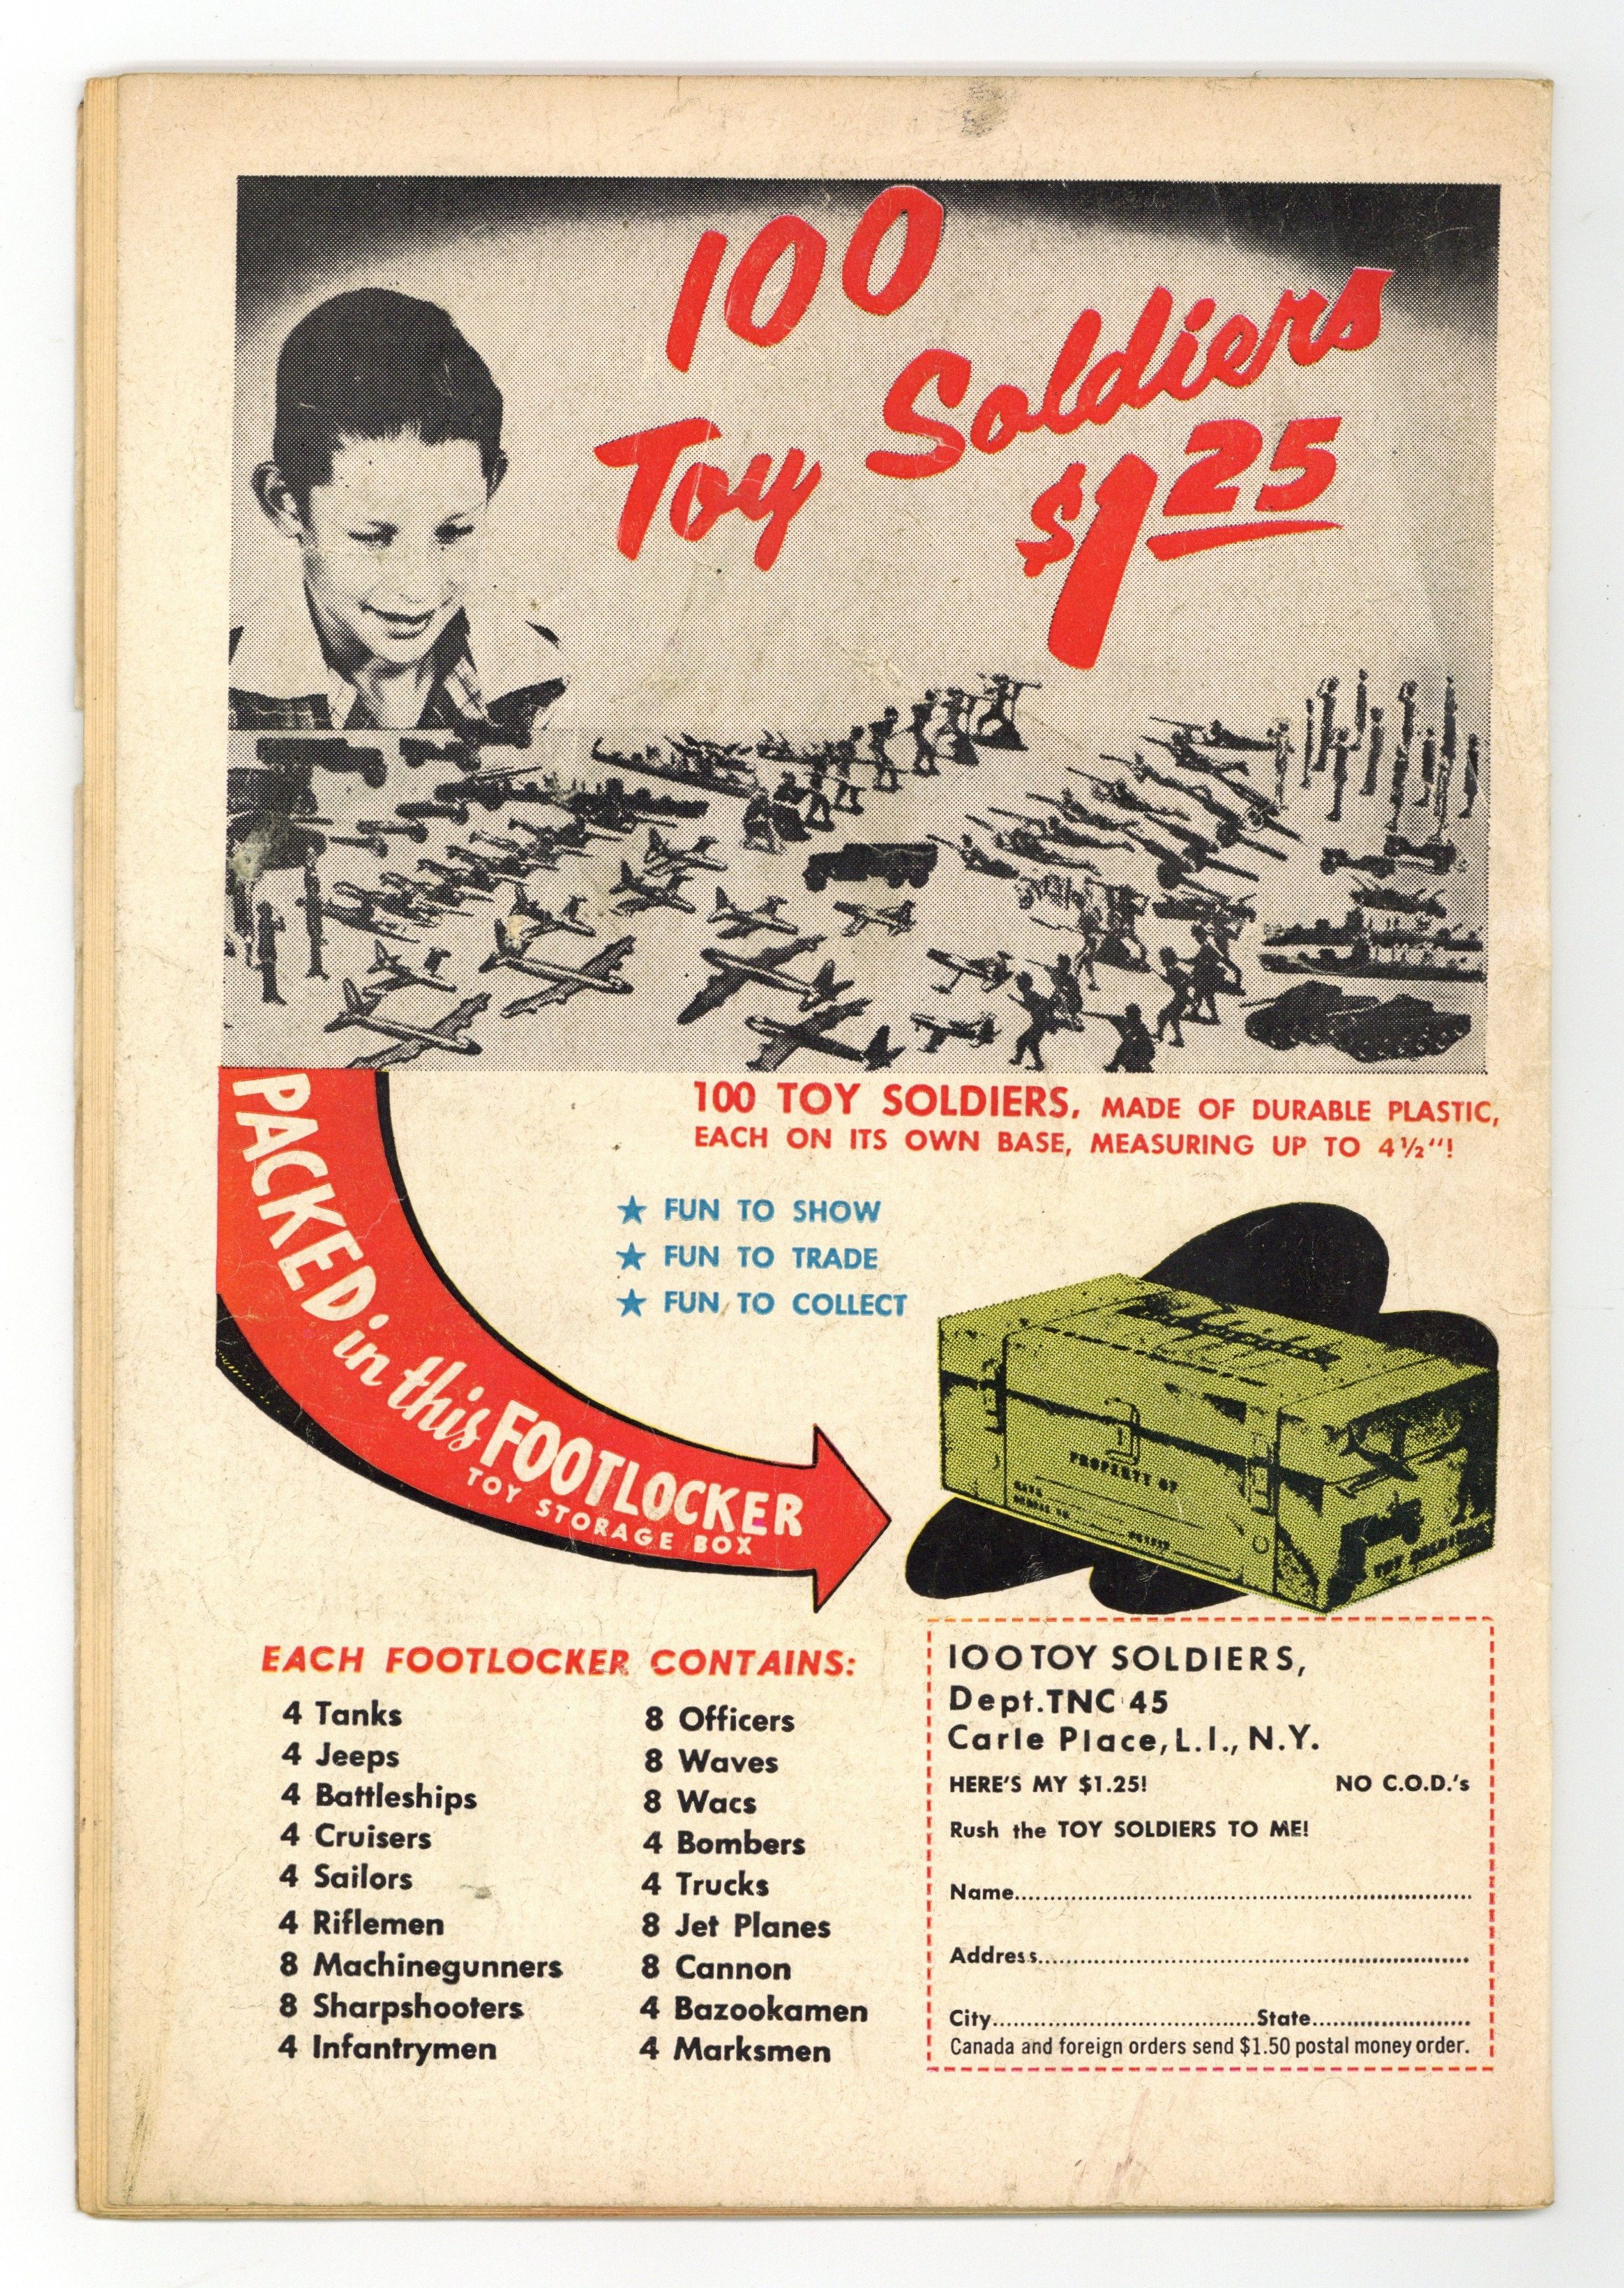 100
Toy Soldiers
$1 25
100 TOY SOLDIERS, MADE OF DURABLE PLASTIC,
EACH ON ITS OWN BASE, MEASURING UP TO 4½"!
★ FUN TO SHOW
★ FUN TO TRADE
★ FUN TO COLLECT
PACKED in this FOOTLOCKER
TOY STORAGE BOX
PROPERTY OF
EACH FOOTLOCKER CONTAINS:
4 Tanks
4 Jeeps
4 Battleships
4 Cruisers
4 Sailors
4 Riflemen
8 Machinegunners
8 Sharpshooters
4 Infantrymen
8 Officers
8 Waves
8 Wacs
4 Bombers
4 Trucks
8 Jet Planes
8 Cannon
4 Bazookamen
4 Marksmen
100 TOY SOLDIERS,
Dept. TNC 45
Carle Place, L.I., N.Y.
HERE'S MY $1.25! NO C.O.D.'s
Rush the TOY SOLDIERS TO ME!
Name
Address
City State
Canada and foreign orders send $1.50 postal money order.